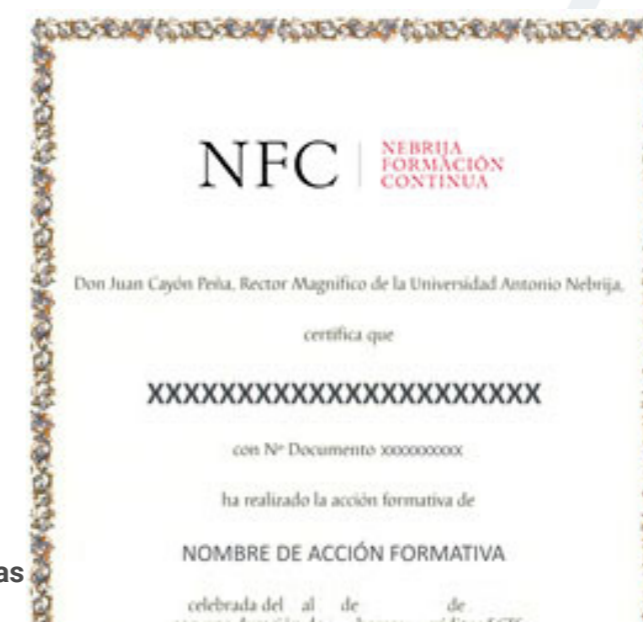 NFC
NEBRIJA
FORMACIÓN
CONTINUA
Don Juan Cayón Peña, Rector Magnífico de la Universidad Antonio Nebrija,
certifica que
XXXXXXXXXXXXXXXXXXXXXX
con Nº Documento xxxxxxxxxx
ha realizado la acción formativa de
NOMBRE DE ACCIÓN FORMATIVA
as
celebrada del al de de